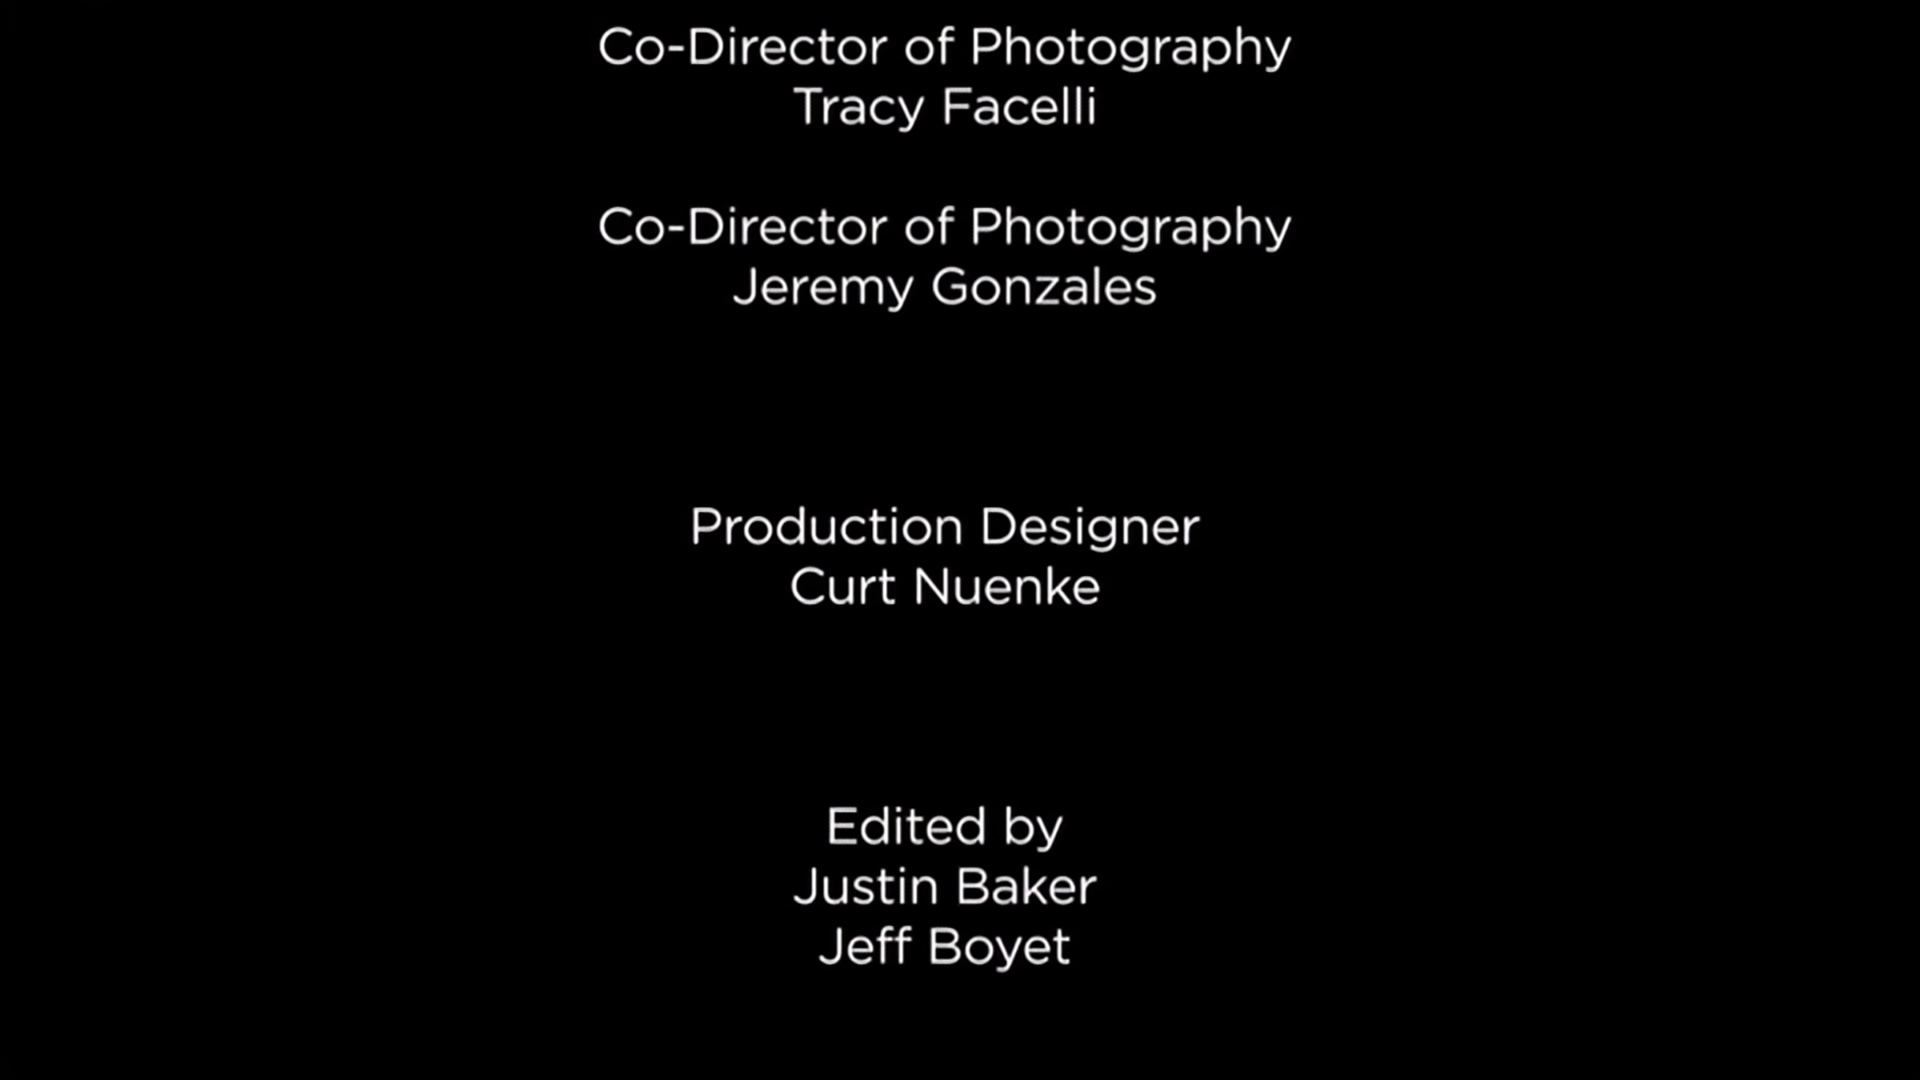 Co-Director of Photography
Tracy Facelli
Co-Director of Photography
Jeremy Gonzales
Production Designer
Curt Nuenke
Edited by
Justin Baker
Jeff Boyet